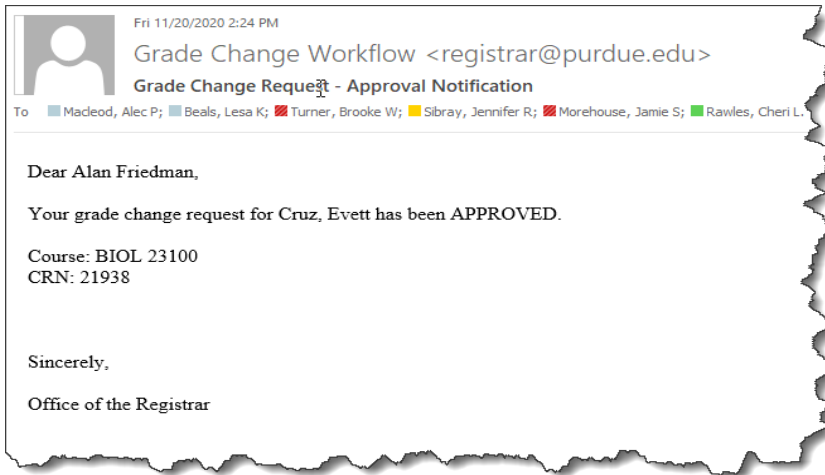 Fri 11/20/2020 2:24 PM
Grade Change Workflow <registrar@purdue.edu>
Grade Change Request - Approval Notification
To Macleod, Alec P; Beals, Lesa K; Turner, Brooke W; Sibray, Jennifer R; Morehouse, Jamie S; Rawles, Cheri L.
Dear Alan Friedman,
Your grade change request for Cruz, Evett has been APPROVED.
Course: BIOL 23100
CRN: 21938
Sincerely,
Office of the Registrar